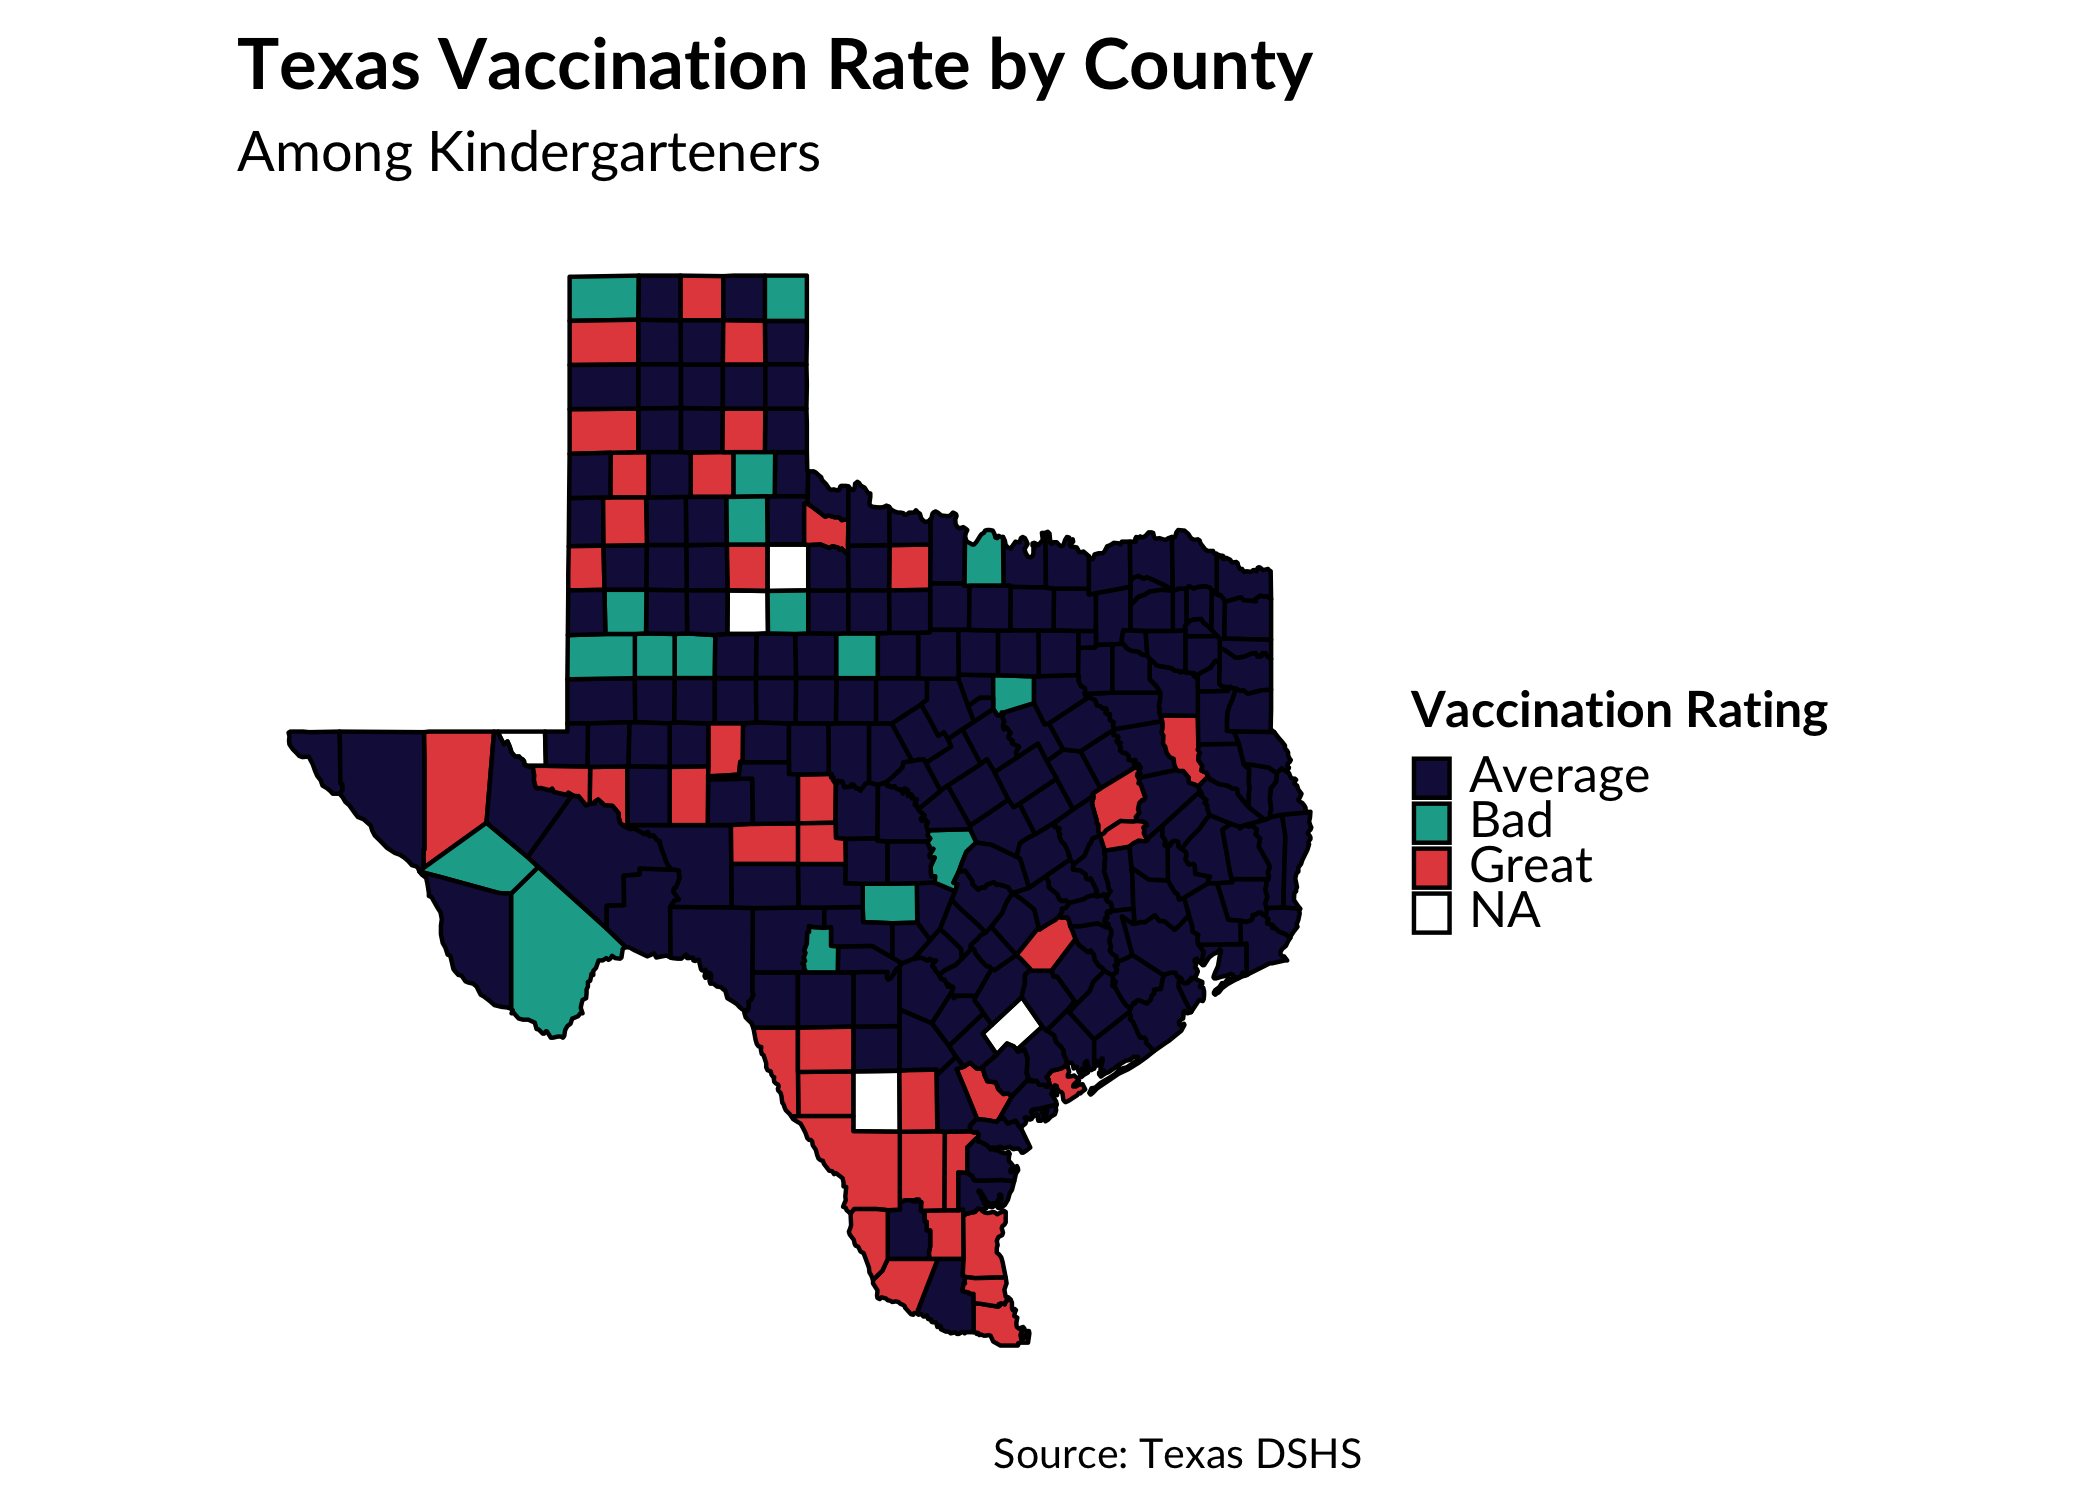 Texas Vaccination Rate by County
Among Kindergarteners
Vaccination Rating
Average
Bad
Great
NA
Source: Texas DSHS